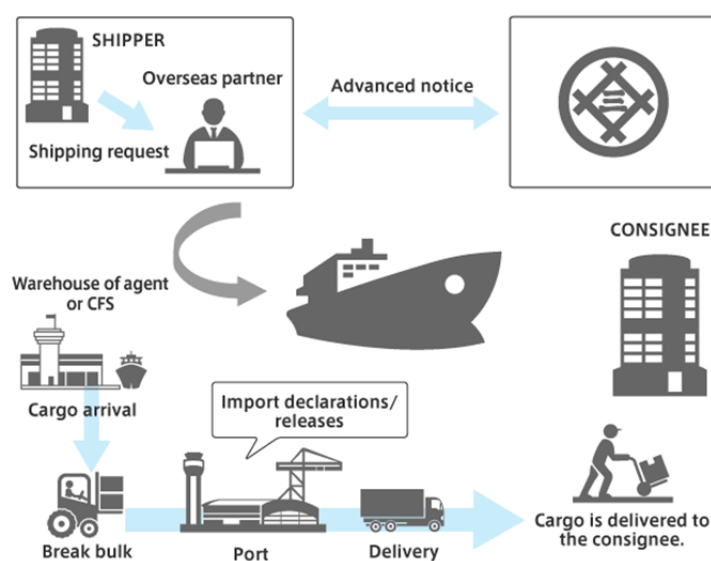 SHIPPER
Overseas partner
Shipping request
Advanced notice
三
CONSIGNEE
Warehouse of agent
or CFS
Cargo arrival
Import declarations/
releases
Break bulk
Port
Delivery
Cargo is delivered to
the consignee.